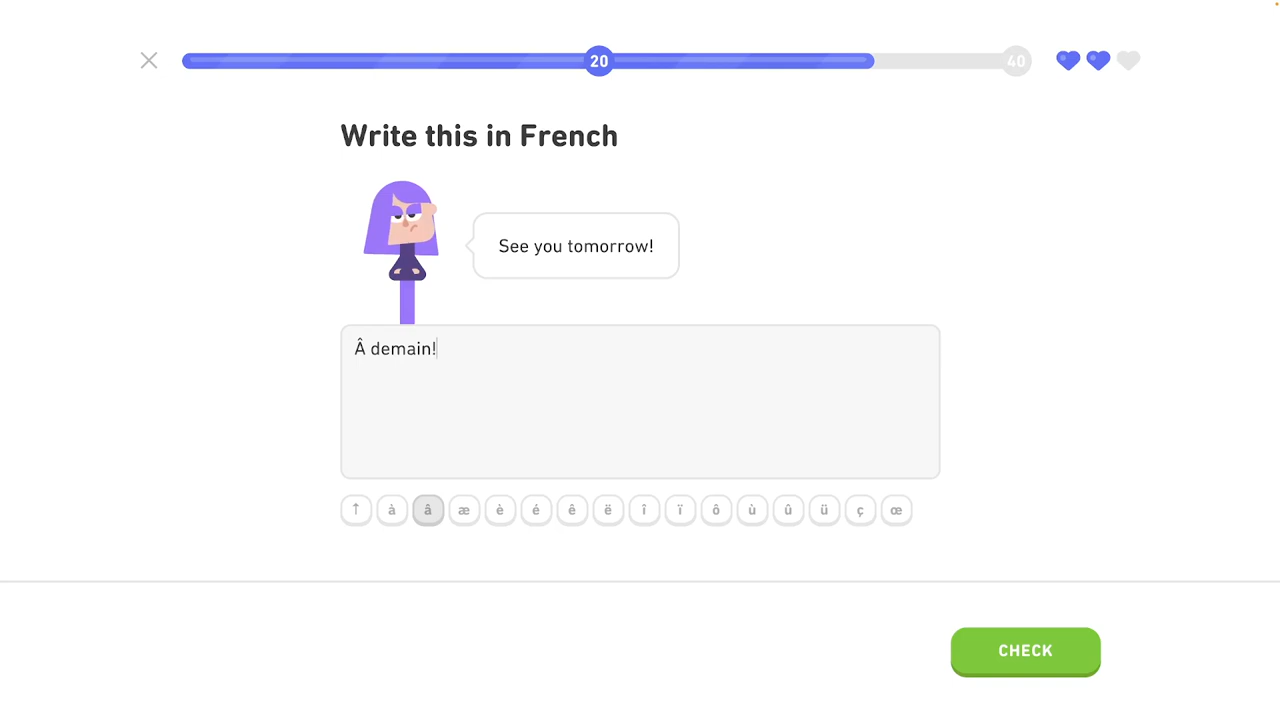 20
40
Write this in French
See you tomorrow!
Â demain!
↑ à â æ è é ê ë î ï ô ù û ü ç œ
CHECK